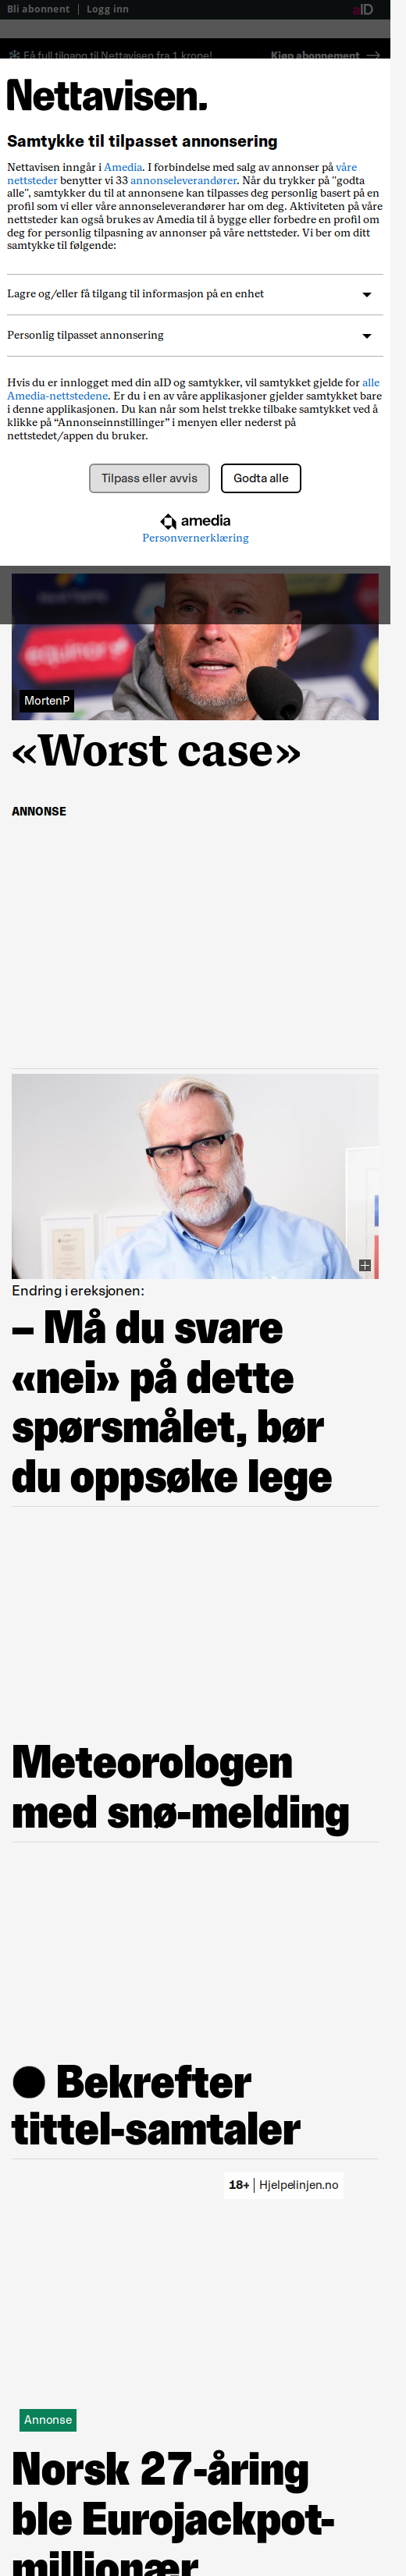 Bli abonnent | Logg inn aID
Få full tilgang til Nettavisen fra 1 krone! Kjøp abonnement →
Nettavisen.
Samtykke til tilpasset annonsering
Nettavisen inngår i Amedia. I forbindelse med salg av annonser på våre
nettsteder benytter vi 33 annonseleverandører. Når du trykker på "godta
alle", samtykker du til at annonsene kan tilpasses deg personlig basert på en
profil som vi eller våre annonseleverandører har om deg. Aktiviteten på våre
nettsteder kan også brukes av Amedia til å bygge eller forbedre en profil om
deg for personlig tilpasning av annonser på våre nettsteder. Vi ber om ditt
samtykke til følgende:
Lagre og/eller få tilgang til informasjon på en enhet
Personlig tilpasset annonsering
Hvis du er innlogget med din aID og samtykker, vil samtykket gjelde for alle
Amedia-nettstedene. Er du i en av våre applikasjoner gjelder samtykket bare
i denne applikasjonen. Du kan når som helst trekke tilbake samtykket ved å
klikke på “Annonseinnstillinger” i menyen eller nederst på
nettstedet/appen du bruker.
Tilpass eller avvis Godta alle
amedia
Personvernerklæring
equinor
MortenP
«Worst case»
ANNONSE
Endring i ereksjonen:
– Må du svare
«nei» på dette
spørsmålet, bør
du oppsøke lege
Meteorologen
med snø-melding
● Bekrefter
tittel-samtaler
18+ | Hjelpelinjen.no
Annonse
Norsk 27-åring
ble Eurojackpot-
millionær